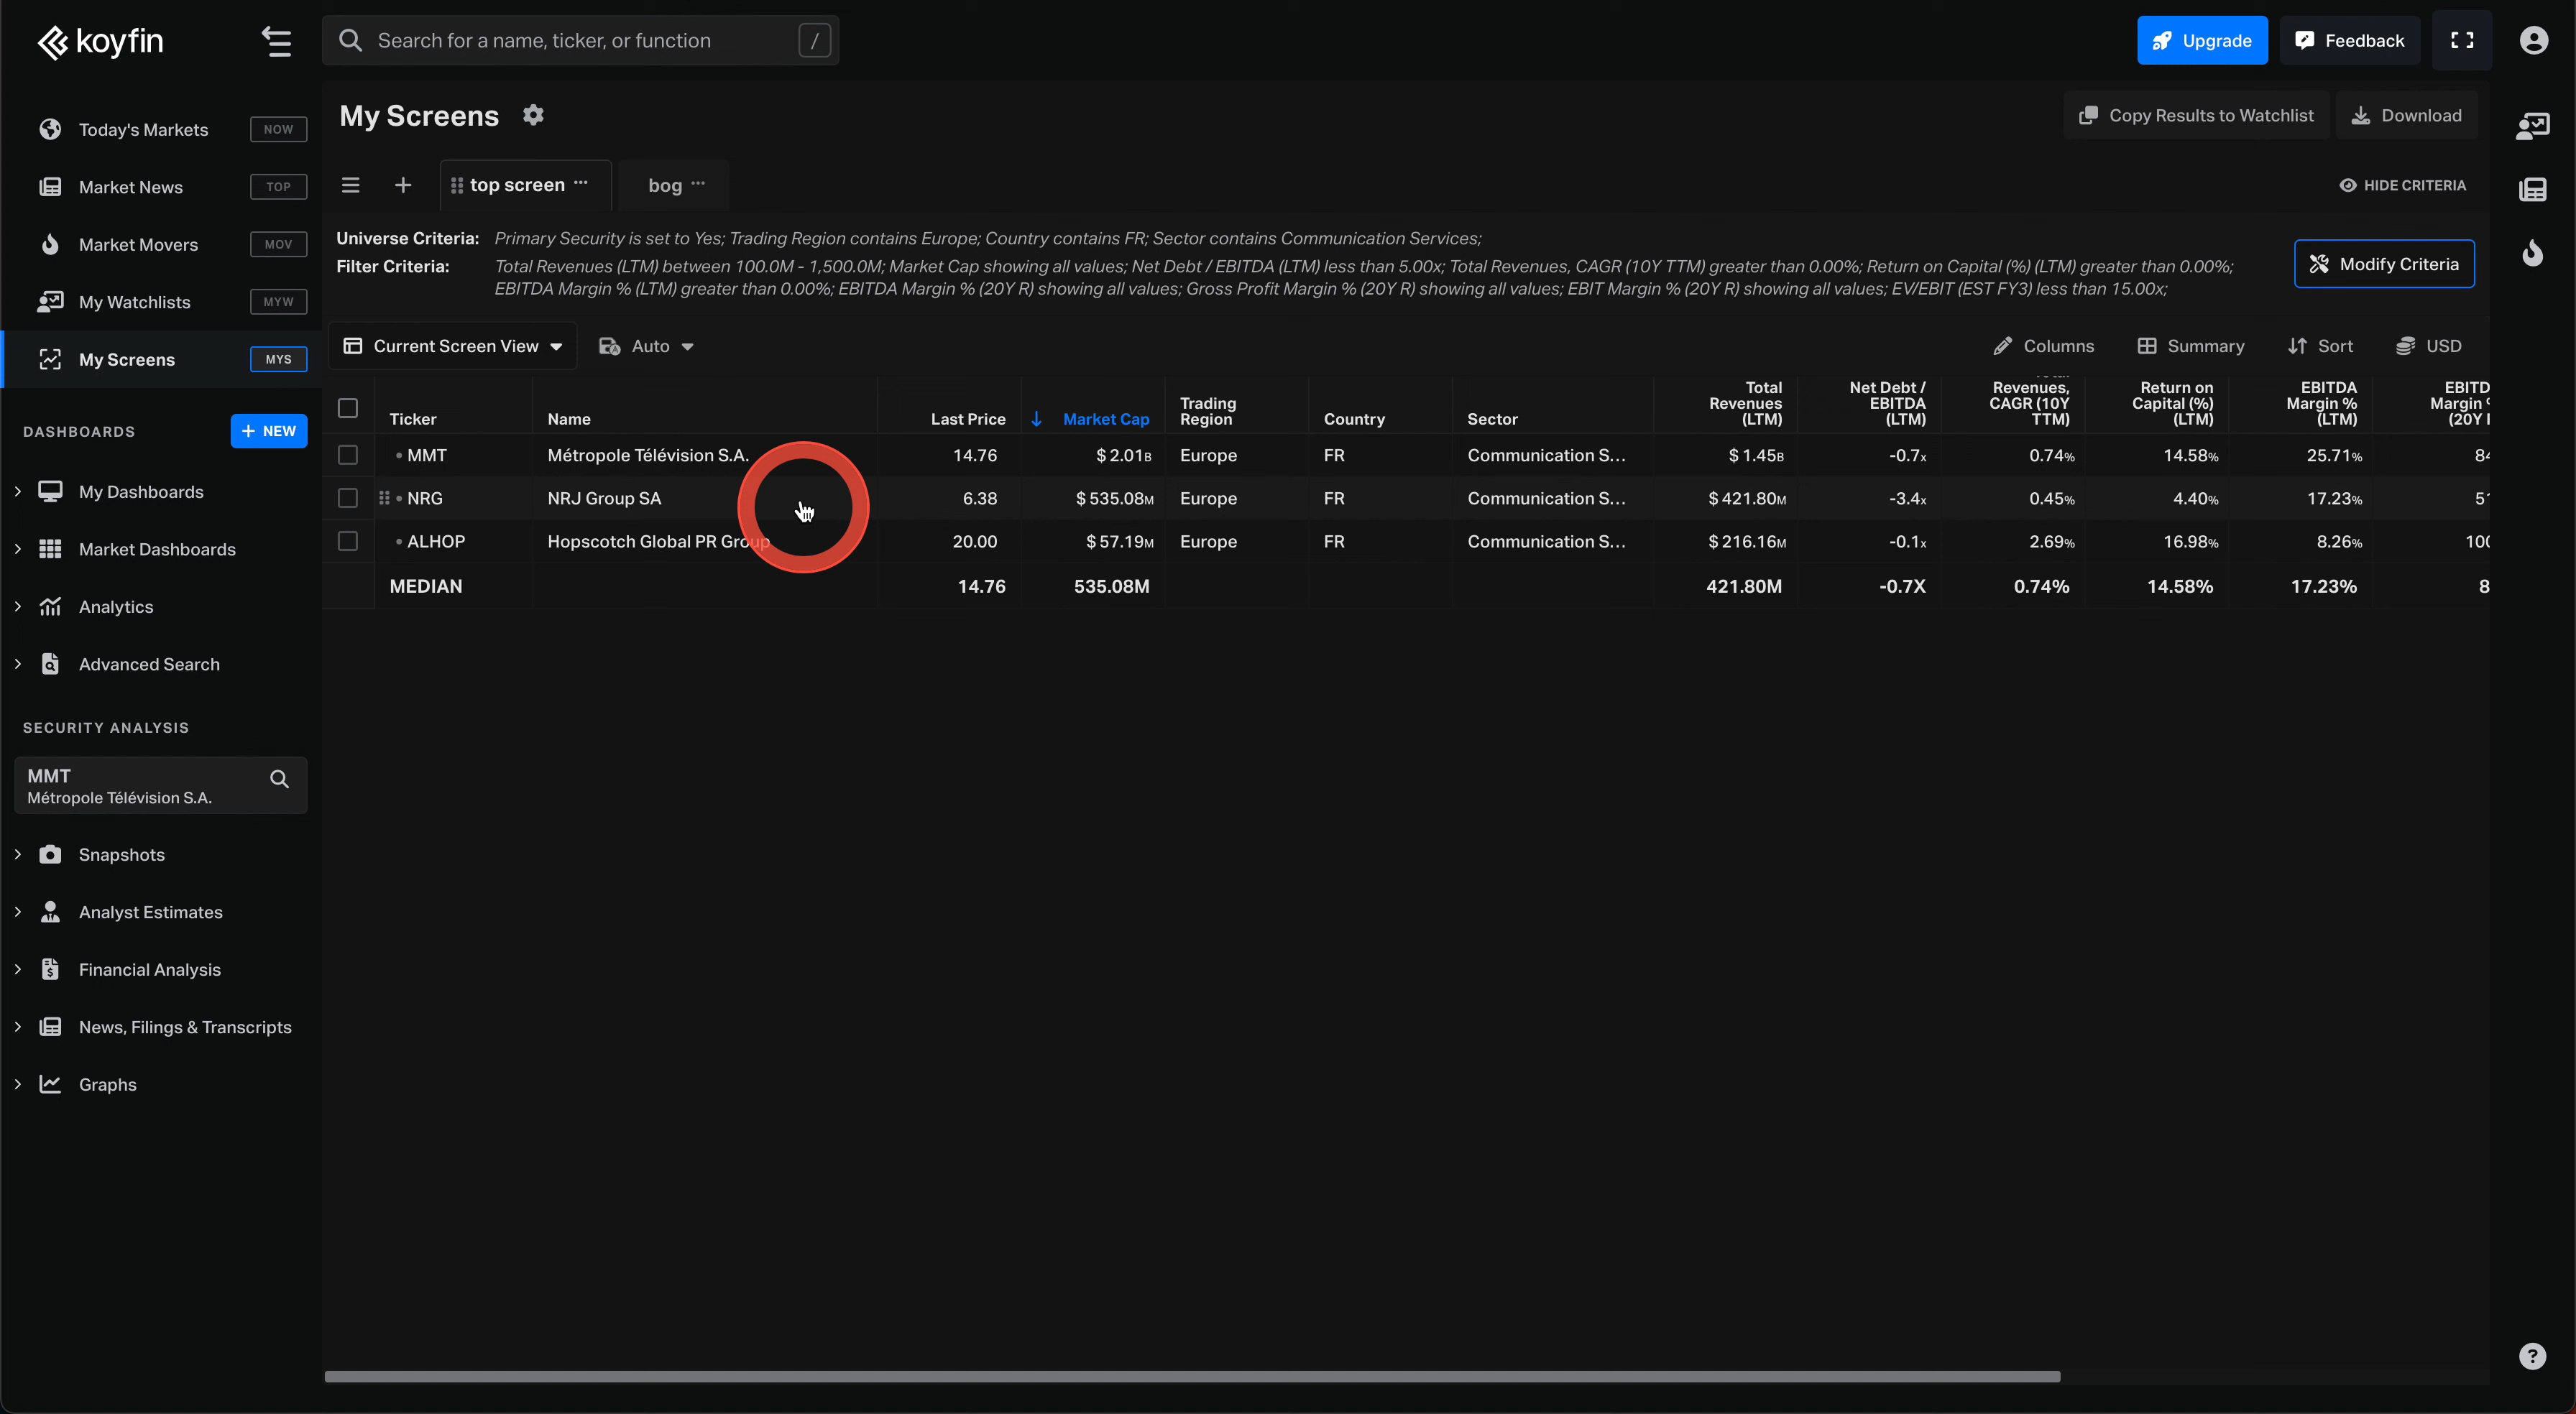 koyfin
Search for a name, ticker, or function /
Upgrade
Feedback
Today's Markets NOW
Market News TOP
Market Movers MOV
My Watchlists MYW
My Screens MYS
DASHBOARDS
+ NEW
My Dashboards
Market Dashboards
Analytics
Advanced Search
SECURITY ANALYSIS
MMT
Métropole Télévision S.A.
Snapshots
Analyst Estimates
Financial Analysis
News, Filings & Transcripts
Graphs
My Screens
Copy Results to Watchlist
Download
top screen ...
bog ...
HIDE CRITERIA
Universe Criteria: Primary Security is set to Yes; Trading Region contains Europe; Country contains FR; Sector contains Communication Services;
Filter Criteria: Total Revenues (LTM) between 100.0M - 1,500.0M; Market Cap showing all values; Net Debt / EBITDA (LTM) less than 5.00x; Total Revenues, CAGR (10Y TTM) greater than 0.00%; Return on Capital (%) (LTM) greater than 0.00%;
EBITDA Margin % (LTM) greater than 0.00%; EBITDA Margin % (20Y R) showing all values; Gross Profit Margin % (20Y R) showing all values; EBIT Margin % (20Y R) showing all values; EV/EBIT (EST FY3) less than 15.00x;
Modify Criteria
Current Screen View
Auto
Columns
Summary
Sort
USD
Ticker Name Last Price Market Cap Trading Region Country Sector Total Revenues (LTM) Net Debt / EBITDA (LTM) Revenues, CAGR (10Y TTM) Return on Capital (%) (LTM) EBITDA Margin % (LTM) EBITD Margin (20Y
MMT Métropole Télévision S.A. 14.76 $ 2.01B Europe FR Communication S... $ 1.45B -0.7x 0.74% 14.58% 25.71% 84
NRG NRJ Group SA 6.38 $ 535.08M Europe FR Communication S... $ 421.80M -3.4x 0.45% 4.40% 17.23% 51
ALHOP Hopscotch Global PR Group 20.00 $ 57.19M Europe FR Communication S... $ 216.16M -0.1x 2.69% 16.98% 8.26% 100
MEDIAN 14.76 535.08M 421.80M -0.7X 0.74% 14.58% 17.23% 8
?